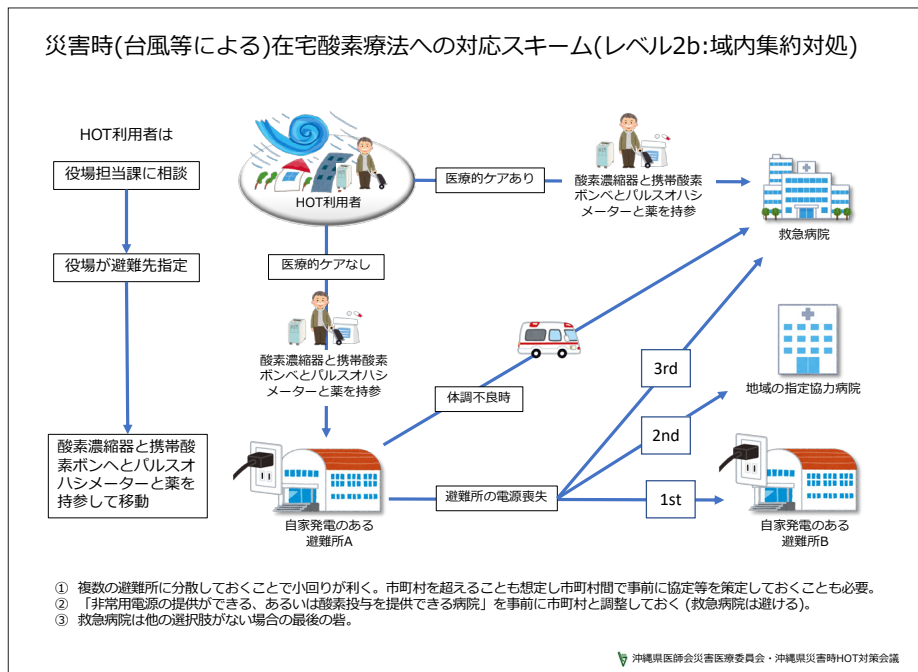 災害時(台風等による)在宅酸素療法への対応スキーム(レベル2b:域内集約対処)
HOT利用者は
役場担当課に相談
役場が避難先指定
酸素濃縮器と携帯酸
素ボンベとパルスオ
ハシメーターと薬を
持参して移動
HOT利用者
医療的ケアあり
酸素濃縮器と携帯酸素
ボンベとパルスオハシ
メーターと薬を持参
救急病院
医療的ケアなし
酸素濃縮器と携帯酸素
ボンベとパルスオハシ
メーターと薬を持参
体調不良時
3rd
地域の指定協力病院
2nd
避難所の電源喪失
1st
自家発電のある
避難所A
自家発電のある
避難所B
① 複数の避難所に分散しておくことで小回りが利く。市町村を超えることも想定し市町村間で事前に協定等を策定しておくことも必要。
② 「非常用電源の提供ができる、あるいは酸素投与を提供できる病院」を事前に市町村と調整しておく (救急病院は避ける)。
③ 救急病院は他の選択肢がない場合の最後の砦。
沖縄県医師会災害医療委員会・沖縄県災害時HOT対策会議